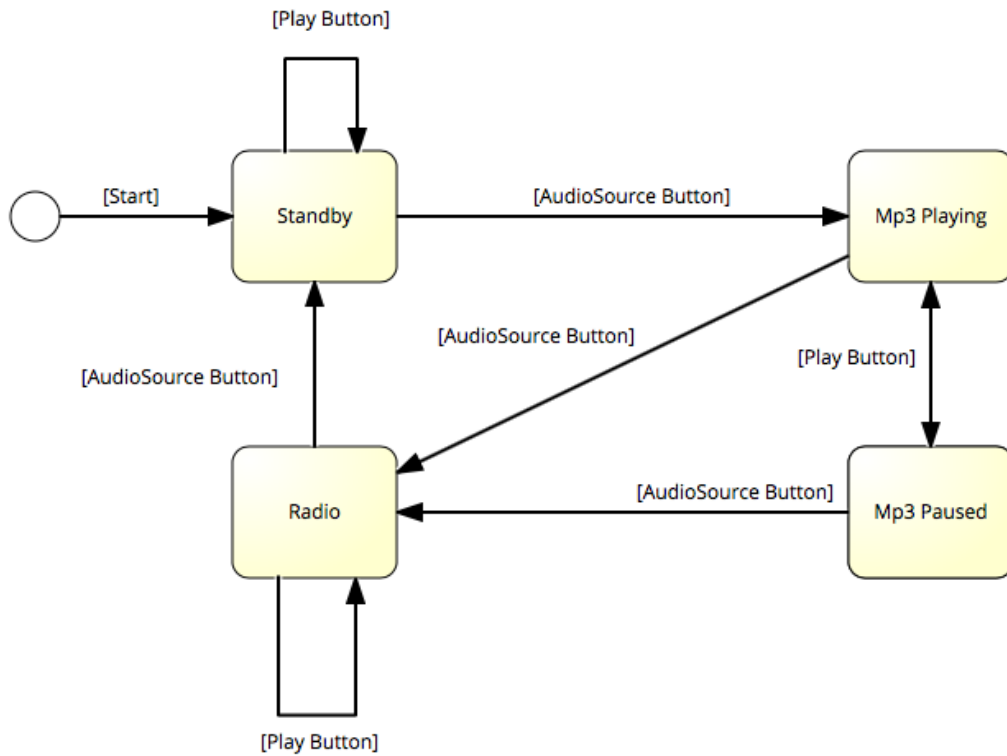 [Play Button]
[Start]
Standby
[AudioSource Button]
Mp3 Playing
[AudioSource Button]
[Play Button]
[AudioSource Button]
[AudioSource Button]
Radio
Mp3 Paused
[Play Button]